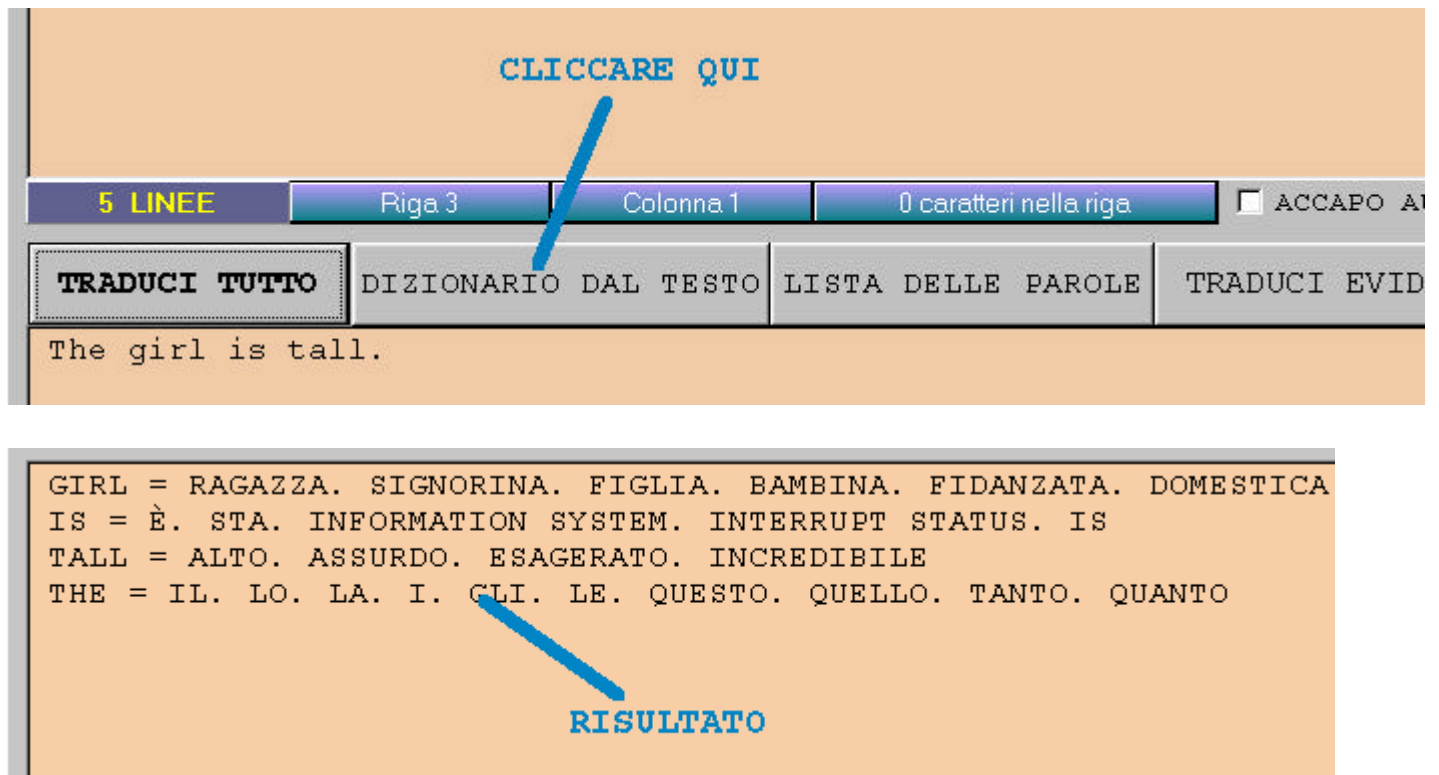 CLICCARE QUI
5 LINEE Riga 3 Colonna 1 0 caratteri nella riga ACCAPO
TRADUCI TUTTO DIZIONARIO DAL TESTO LISTA DELLE PAROLE TRADUCI EVID
The girl is tall.
GIRL = RAGAZZA. SIGNORINA. FIGLIA. BAMBINA. FIDANZATA. DOMESTICA
IS = È. STA. INFORMATION SYSTEM. INTERRUPT STATUS. IS
TALL = ALTO. ASSURDO. ESAGERATO. INCREDIBILE
THE = IL. LO. LA. I. GLI. LE. QUESTO. QUELLO. TANTO. QUANTO
RISULTATO